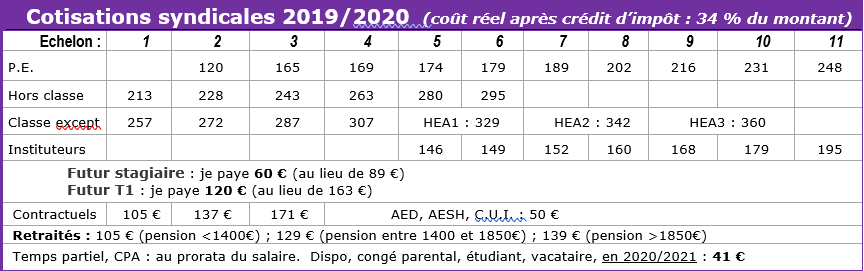 Cotisations syndicales 2019/2020 (coût réel après crédit d'impôt : 34 % du montant)
Echelon : 1 2 3 4 5 6 7 8 9 10 11
P.E. 120 165 169 174 179 189 202 216 231 248
Hors classe 213 228 243 263 280 295
Classe except 257 272 287 307 HEA1 : 329 HEA2 : 342 HEA3 : 360
Instituteurs 146 149 152 160 168 179 195
Futur stagiaire : je paye 60 € (au lieu de 89 €)
Futur T1 : je paye 120 € (au lieu de 163 €)
Contractuels 105 € 137 € 171 € AED, AESH, C.U.I. : 50 €
Retraités : 105 € (pension <1400€) ; 129 € (pension entre 1400 et 1850€) ; 139 € (pension >1850€)
Temps partiel, CPA : au prorata du salaire. Dispo, congé parental, étudiant, vacataire, en 2020/2021 : 41 €